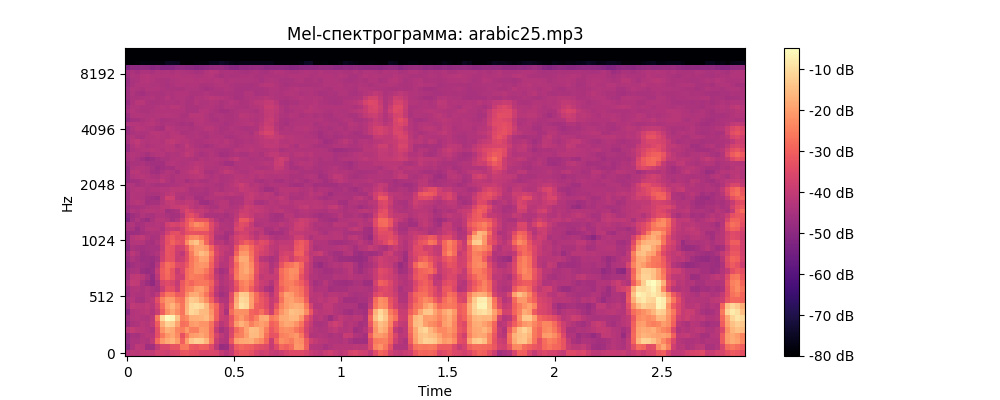 Mel-спектрограмма: arabic25.mp3
8192
4096
2048
1024
512
0
Hz
0 0.5 1 1.5 2 2.5
Time
-10 dB
-20 dB
-30 dB
-40 dB
-50 dB
-60 dB
-70 dB
-80 dB